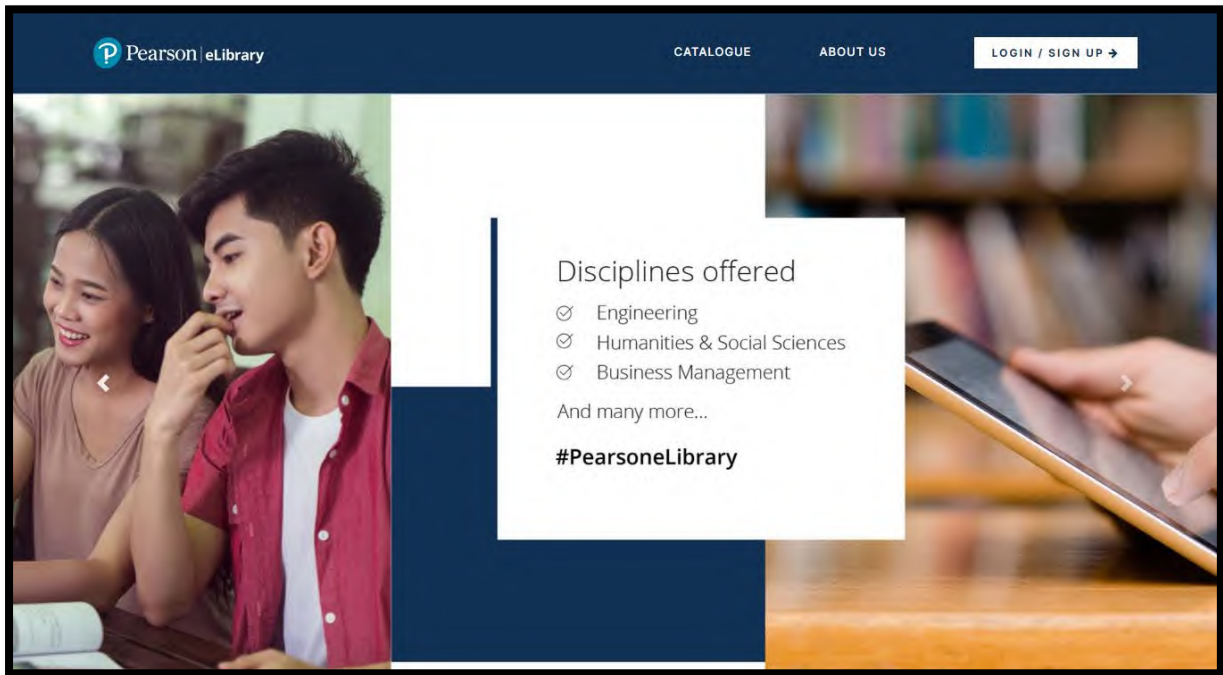 Pearson | eLibrary
CATALOGUE
ABOUT US
LOGIN / SIGN UP →
Disciplines offered
Engineering
Humanities & Social Sciences
Business Management
And many more...
#PearsoneLibrary